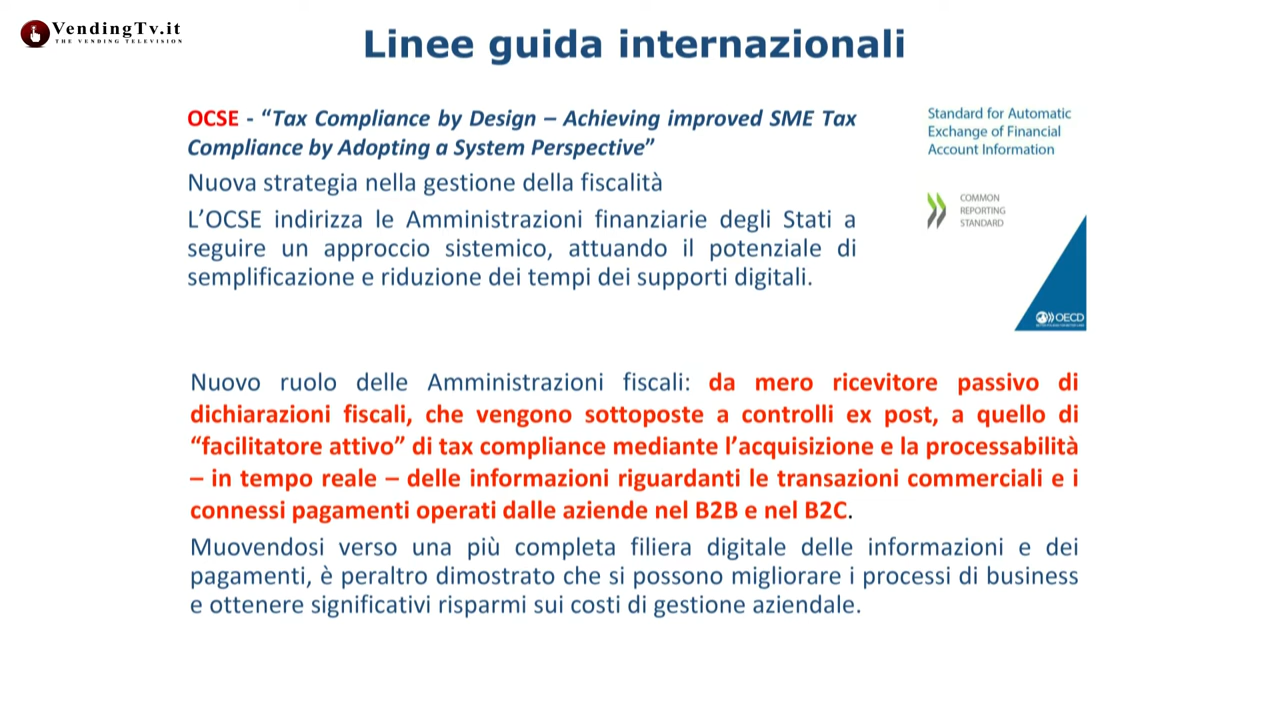 VendingTv.it
THE VENDING TELEVISION
Linee guida internazionali
OCSE - “Tax Compliance by Design – Achieving improved SME Tax
Compliance by Adopting a System Perspective”
Nuova strategia nella gestione della fiscalità
L’OCSE indirizza le Amministrazioni finanziarie degli Stati a
seguire un approccio sistemico, attuando il potenziale di
semplificazione e riduzione dei tempi dei supporti digitali.
Standard for Automatic
Exchange of Financial
Account Information
COMMON
REPORTING
STANDARD
OECD
Nuovo ruolo delle Amministrazioni fiscali: da mero ricevitore passivo di
dichiarazioni fiscali, che vengono sottoposte a controlli ex post, a quello di
“facilitatore attivo” di tax compliance mediante l’acquisizione e la processabilità
– in tempo reale – delle informazioni riguardanti le transazioni commerciali e i
connessi pagamenti operati dalle aziende nel B2B e nel B2C.
Muovendosi verso una più completa filiera digitale delle informazioni e dei
pagamenti, è peraltro dimostrato che si possono migliorare i processi di business
e ottenere significativi risparmi sui costi di gestione aziendale.